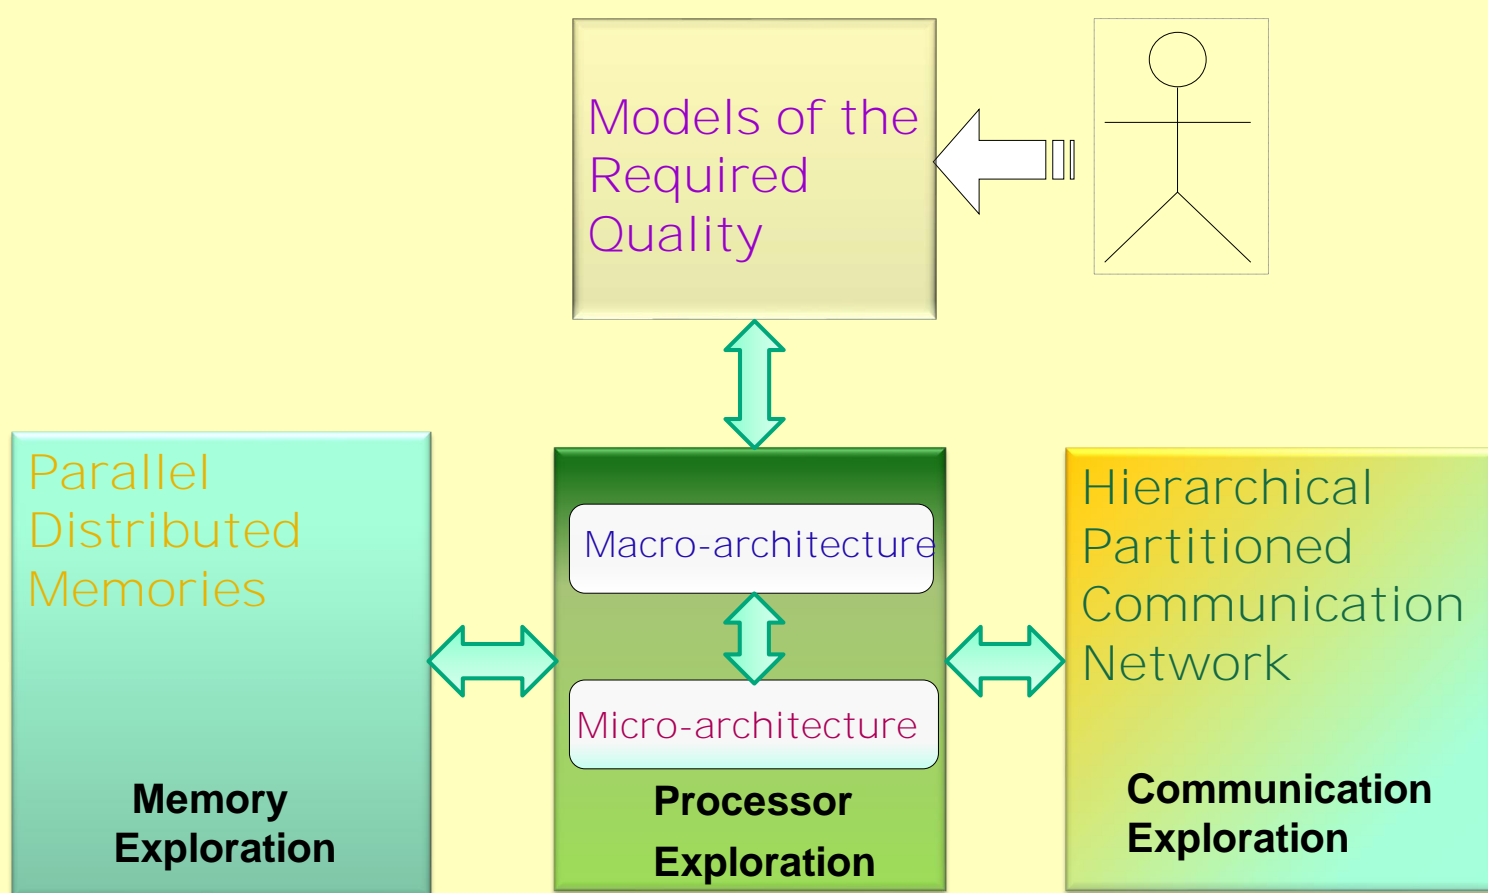 Models of the
Required
Quality
Parallel
Distributed
Memories
Memory
Exploration
Macro-architecture
Micro-architecture
Processor
Exploration
Hierarchical
Partitioned
Communication
Network
Communication
Exploration